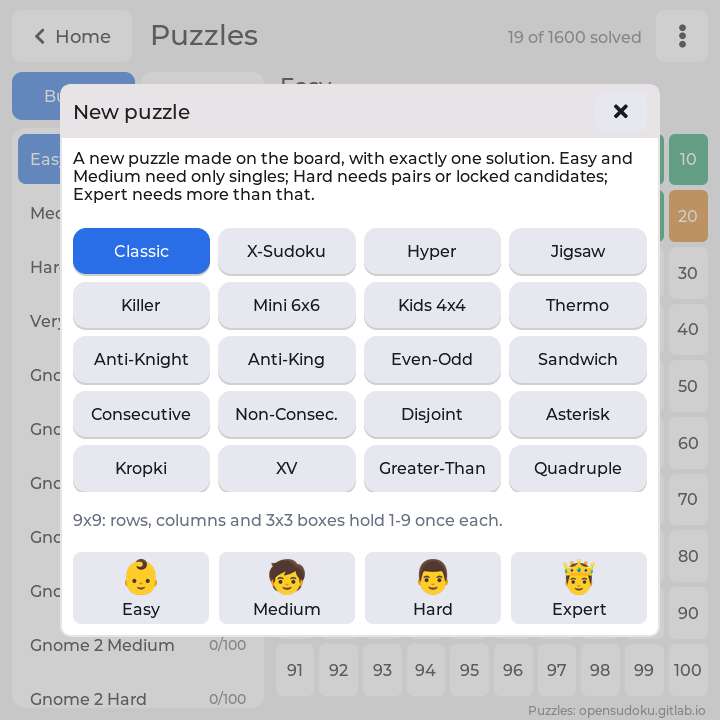 Home
Puzzles
19 of 1600 solved
New puzzle
A new puzzle made on the board, with exactly one solution. Easy and
Medium need only singles; Hard needs pairs or locked candidates;
Expert needs more than that.
Classic
X-Sudoku
Hyper
Jigsaw
Killer
Mini 6x6
Kids 4x4
Thermo
Anti-Knight
Anti-King
Even-Odd
Sandwich
Consecutive
Non-Consec.
Disjoint
Asterisk
Kropki
XV
Greater-Than
Quadruple
9x9: rows, columns and 3x3 boxes hold 1-9 once each.
Easy
Medium
Hard
Expert
10
20
30
40
50
60
70
80
90
Gnome 2 Medium 0/100
Gnome 2 Hard 0/100
91 92 93 94 95 96 97 98 99 100
Puzzles: opensudoku.gitlab.io